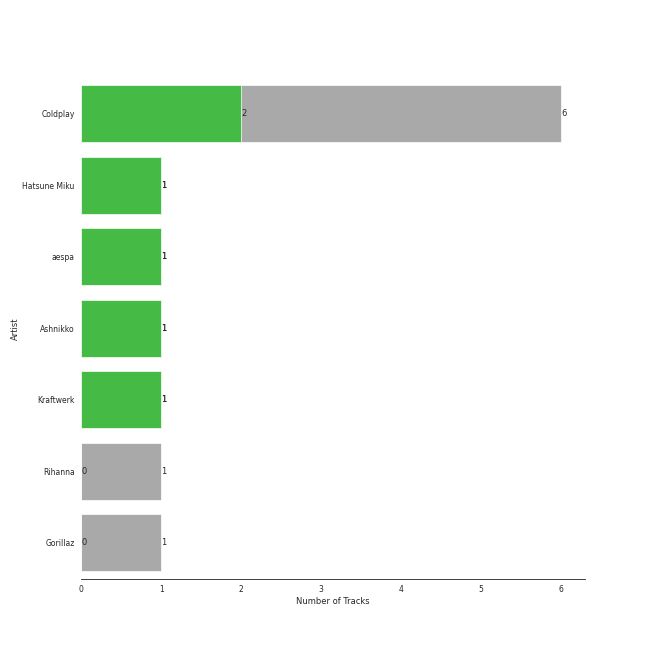 Coldplay 2 6
Hatsune Miku 1
aespa 1
Ashnikko 1
Kraftwerk 1
Rihanna 0 1
Gorillaz 0 1
Artist
0 1 2 3 4 5 6
Number of Tracks